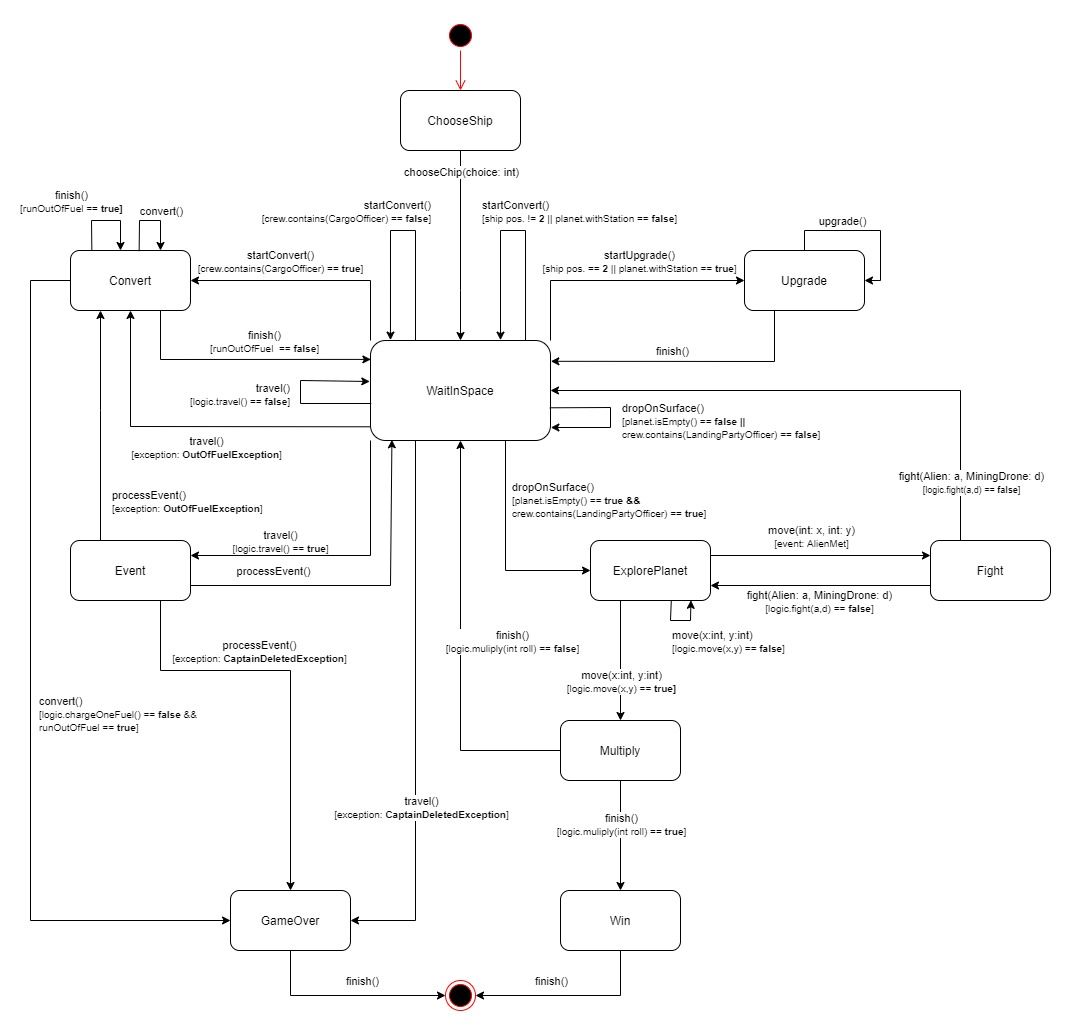 ChooseShip
chooseChip(choice: int)
finish()
[runOutOfFuel == true]
convert()
startConvert()
[crew.contains(CargoOfficer) == false]
startConvert()
[ship pos. != 2 || planet.withStation == false]
upgrade()
startConvert()
[crew.contains(CargoOfficer) == true]
startUpgrade()
[ship pos. == 2 || planet.withStation == true]
Convert
Upgrade
finish()
[runOutOfFuel == false]
finish()
travel()
[logic.travel() == false]
WaitInSpace
dropOnSurface()
[planet.isEmpty() == false ||
crew.contains(LandingPartyOfficer) == false]
travel()
[exception: OutOfFuelException]
fight(Alien: a, MiningDrone: d)
[logic.fight(a,d) == false]
processEvent()
[exception: OutOfFuelException]
dropOnSurface()
[planet.isEmpty() == true &&
crew.contains(LandingPartyOfficer) == true]
travel()
[logic.travel() == true]
move(int: x, int: y)
[event: AlienMet]
Event
processEvent()
ExplorePlanet
Fight
fight(Alien: a, MiningDrone: d)
[logic.fight(a,d) == false]
processEvent()
[exception: CaptainDeletedException]
finish()
[logic.muliply(int roll) == false]
move(x:int, y:int)
[logic.move(x,y) == false]
move(x:int, y:int)
[logic.move(x,y) == true]
convert()
[logic.chargeOneFuel() == false &&
runOutOfFuel == true]
Multiply
travel()
[exception: CaptainDeletedException]
finish()
[logic.muliply(int roll) == true]
GameOver
Win
finish()
finish()